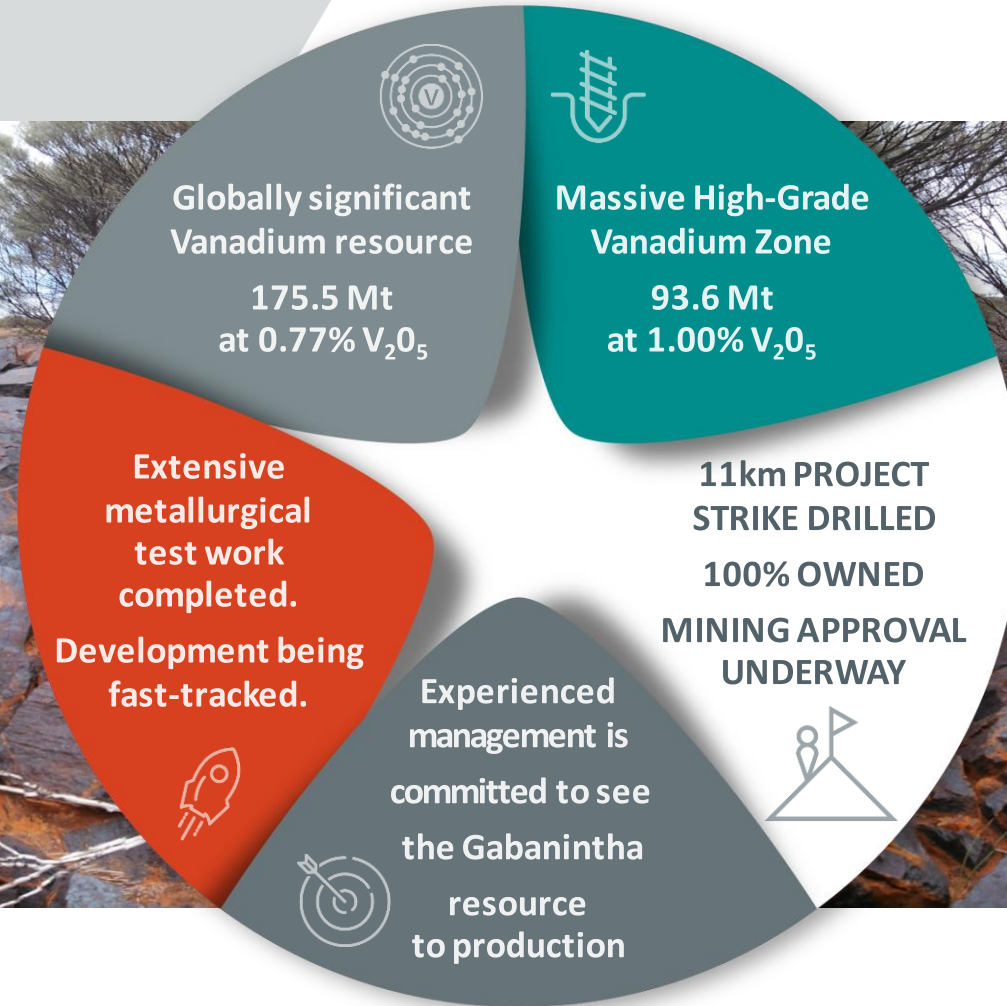 V
Globally significant
Vanadium resource
175.5 Mt
at 0.77% V₂0₅
Massive High-Grade
Vanadium Zone
93.6 Mt
at 1.00% V₂0₅
11km PROJECT
STRIKE DRILLED
100% OWNED
MINING APPROVAL
UNDERWAY
Experienced
management is
committed to see
the Gabanintha
resource
to production
Extensive
metallurgical
test work
completed.
Development being
fast-tracked.